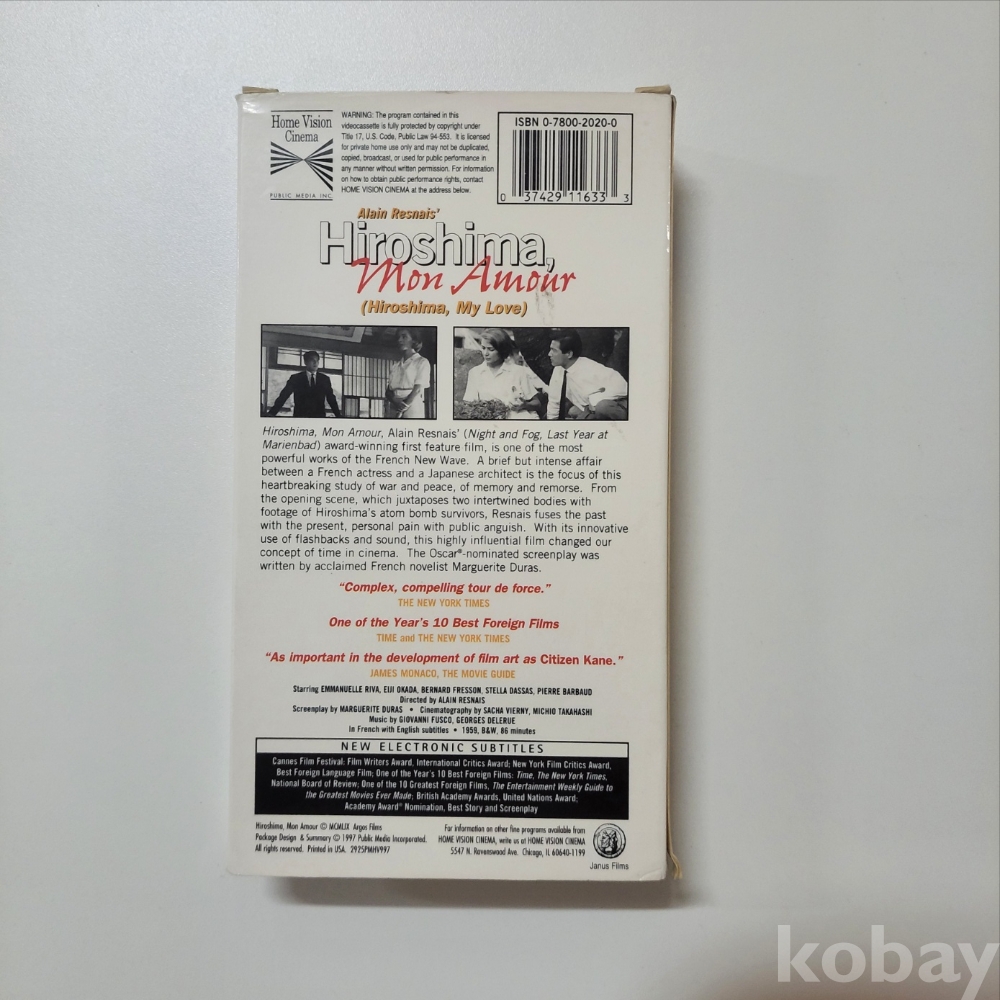 Home Vision
Cinema
PUBLIC MEDIA INC.
WARNING: The program contained in this
videocassette is fully protected by copyright under
Title 17, U.S. Code, Public Law 94-553. It is licensed
for private home use only and may not be duplicated,
copied, broadcast, or used for public performance in
any manner without written permission. For information
on how to obtain public performance rights, contact
HOME VISION CINEMA at the address below.
ISBN 0-7800-2020-0
0 37429 11633 3
Alain Resnais'
Hiroshima,
Mon Amour
(Hiroshima, My Love)
Hiroshima, Mon Amour, Alain Resnais' (Night and Fog, Last Year at
Marienbad) award-winning first feature film, is one of the most
powerful works of the French New Wave. A brief but intense affair
between a French actress and a Japanese architect is the focus of this
heartbreaking study of war and peace, of memory and remorse. From
the opening scene, which juxtaposes two intertwined bodies with
footage of Hiroshima's atom bomb survivors, Resnais fuses the past
with the present, personal pain with public anguish. With its innovative
use of flashbacks and sound, this highly influential film changed our
concept of time in cinema. The Oscar®-nominated screenplay was
written by acclaimed French novelist Marguerite Duras.
"Complex, compelling tour de force."
THE NEW YORK TIMES
One of the Year's 10 Best Foreign Films
TIME and THE NEW YORK TIMES
"As important in the development of film art as Citizen Kane."
JAMES MONACO, THE MOVIE GUIDE
Starring EMMANUELLE RIVA, EIJI OKADA, BERNARD FRESSON, STELLA DASSAS, PIERRE BARBAUD
Directed by ALAIN RESNAIS
Screenplay by MARGUERITE DURAS • Cinematography by SACHA VIERNY, MICHIO TAKAHASHI
Music by GIOVANNI FUSCO, GEORGES DELERUE
In French with English subtitles • 1959, B&W, 86 minutes
NEW ELECTRONIC SUBTITLES
Cannes Film Festival: Film Writers Award, International Critics Award; New York Film Critics Award,
Best Foreign Language Film; One of the Year's 10 Best Foreign Films: Time, The New York Times,
National Board of Review; One of the 10 Greatest Foreign Films, The Entertainment Weekly Guide to
the Greatest Movies Ever Made; British Academy Awards, United Nations Award;
Academy Award® Nomination, Best Story and Screenplay
Hiroshima, Mon Amour © MCMLIX Argos Films
Package Design & Summary © 1997 Public Media Incorporated.
All rights reserved. Printed in USA. 2925PMHV997
For information on other fine programs available from
HOME VISION CINEMA, write us at HOME VISION CINEMA
5547 N. Ravenswood Ave. Chicago, IL 60640-1199
Janus Films
kobay